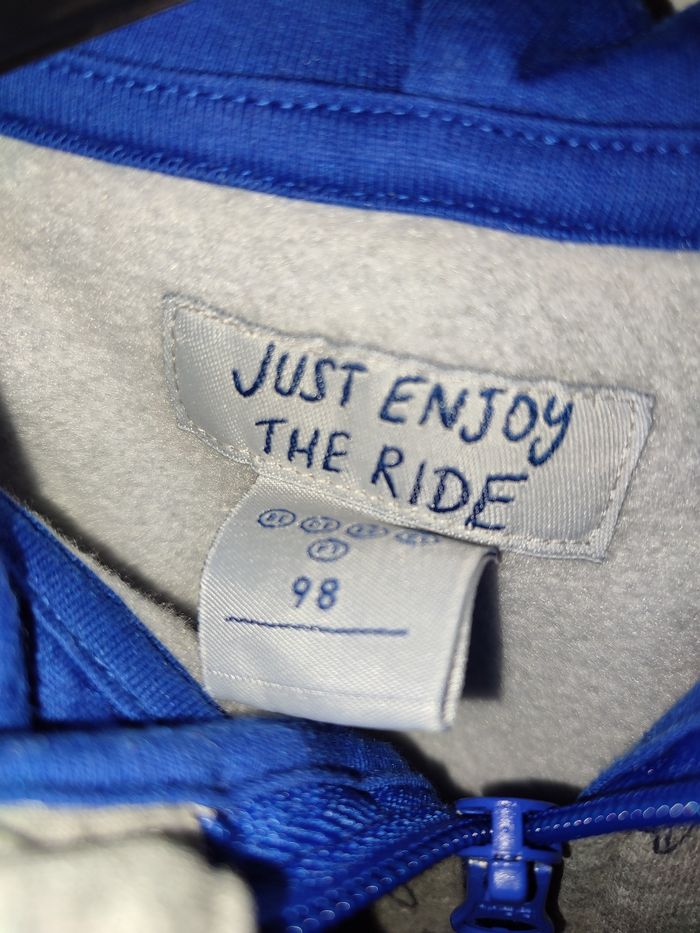 JUST ENJOY
THE RIDE
98